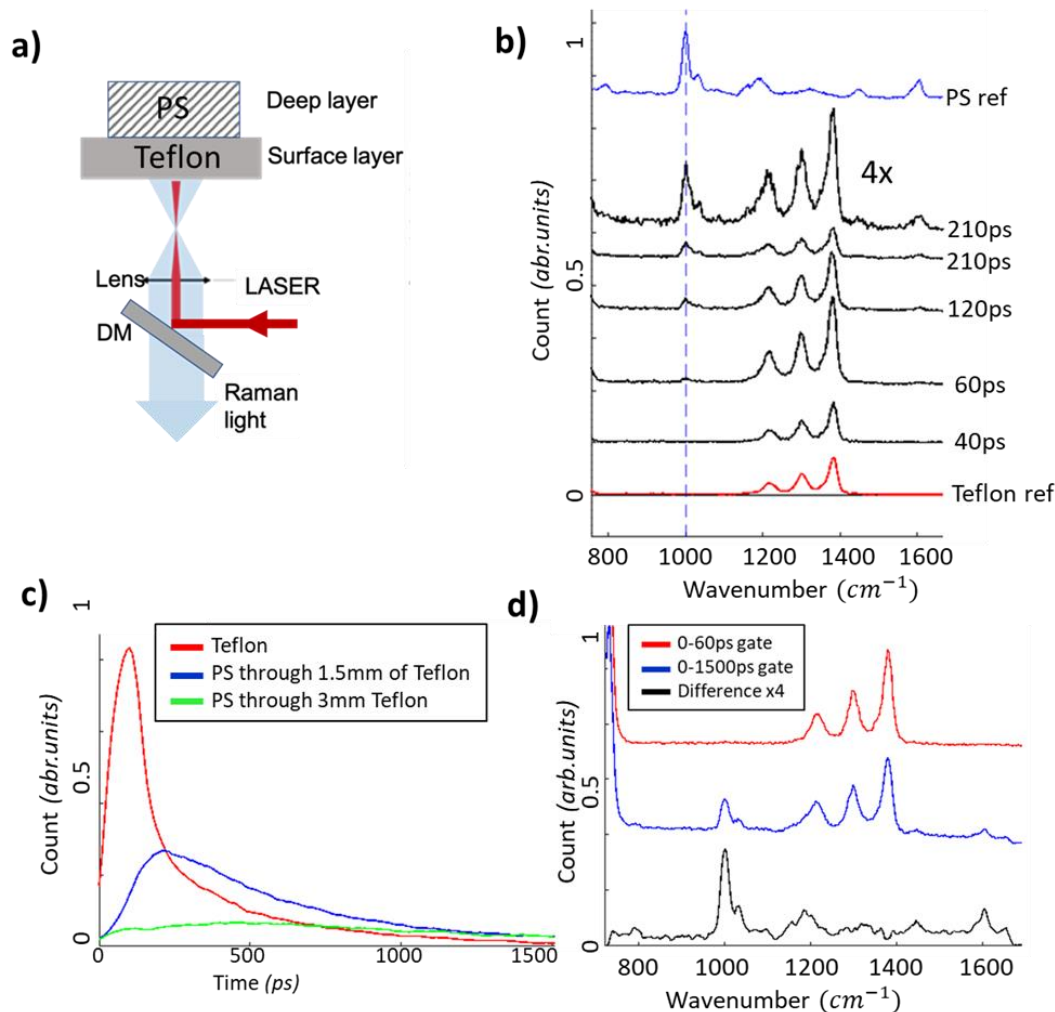 a)
PS
Deep layer
Teflon
Surface layer
Lens
LASER
DM
Raman
light
b)
1
0.5
0
Count (abr.units)
PS ref
4x
210ps
210ps
120ps
60ps
40ps
Teflon ref
800 1000 1200 1400 1600
Wavenumber (cm⁻¹)
c)
1
0.5
0
Count (abr.units)
Teflon
PS through 1.5mm of Teflon
PS through 3mm Teflon
0 500 1000 1500
Time (ps)
d)
1
0.5
0
Count (arb.units)
0-60ps gate
0-1500ps gate
Difference x4
800 1000 1200 1400 1600
Wavenumber (cm⁻¹)